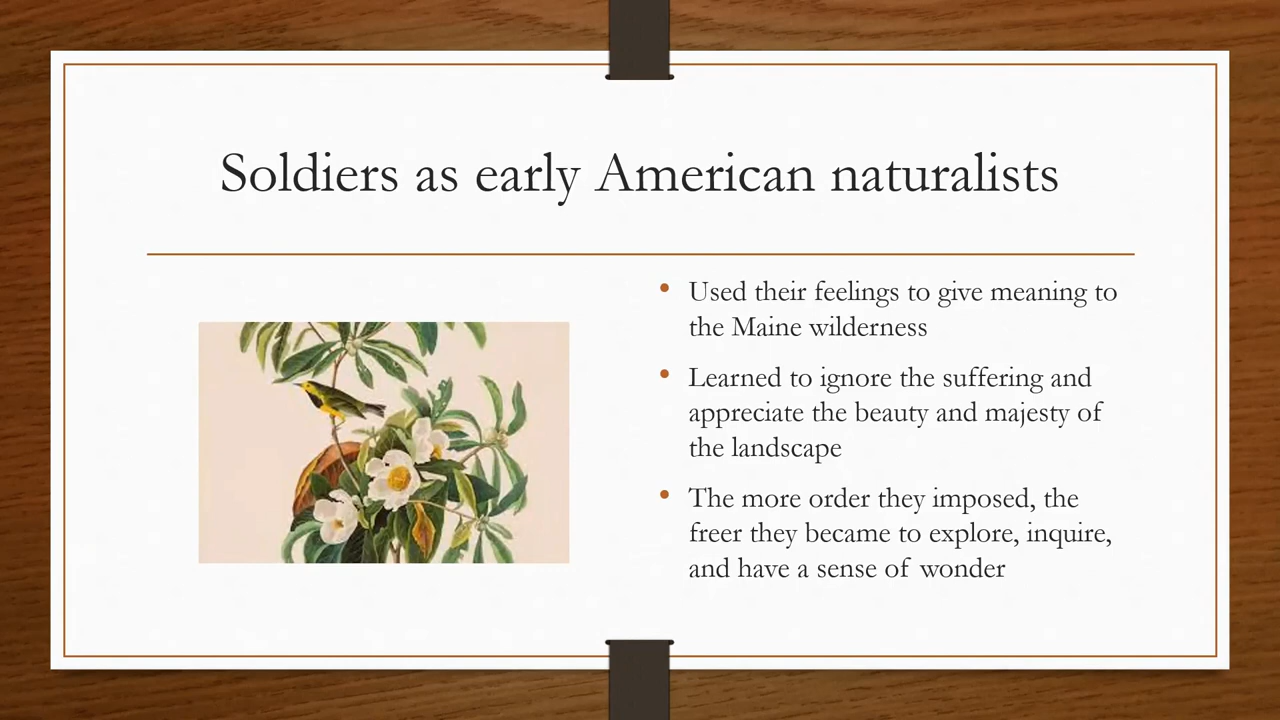 Soldiers as early American naturalists
• Used their feelings to give meaning to
the Maine wilderness
• Learned to ignore the suffering and
appreciate the beauty and majesty of
the landscape
• The more order they imposed, the
freer they became to explore, inquire,
and have a sense of wonder